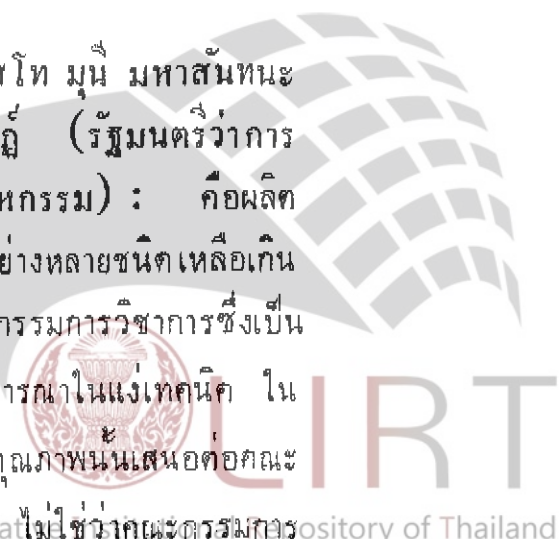 รโท มุนี มหาสันทนะ
ฏ์ (รัฐมนตรีว่าการ
หกรรม) : คือผลิต
ย่างหลายชนิดเหลือเกิน
กรรมการวิชาการซึ่งเป็น
ารณาในแง่เทคนิค ใน
คุณภาพนั้นเสนอต่อคณะ
ไม่ใช่ว่าคณะกรรมการ
LIRT
Repository of Thailand